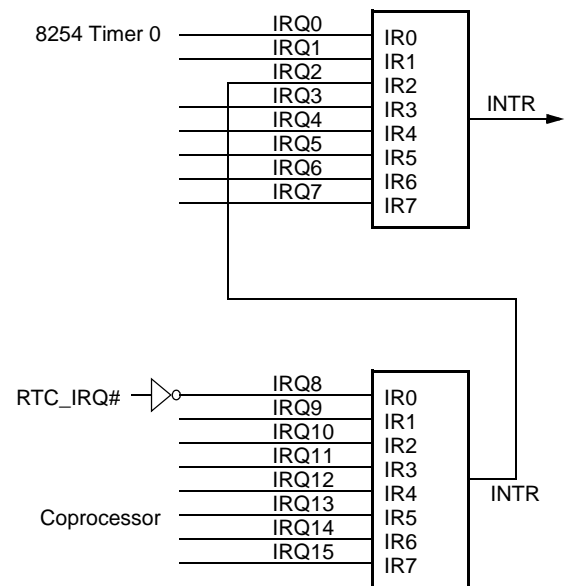 8254 Timer 0 IRQ0 IR0
IRQ1 IR1
IRQ2 IR2
IRQ3 IR3 INTR
IRQ4 IR4
IRQ5 IR5
IRQ6 IR6
IRQ7 IR7
RTC_IRQ# IRQ8 IR0
IRQ9 IR1
IRQ10 IR2
IRQ11 IR3
IRQ12 IR4 INTR
Coprocessor IRQ13 IR5
IRQ14 IR6
IRQ15 IR7